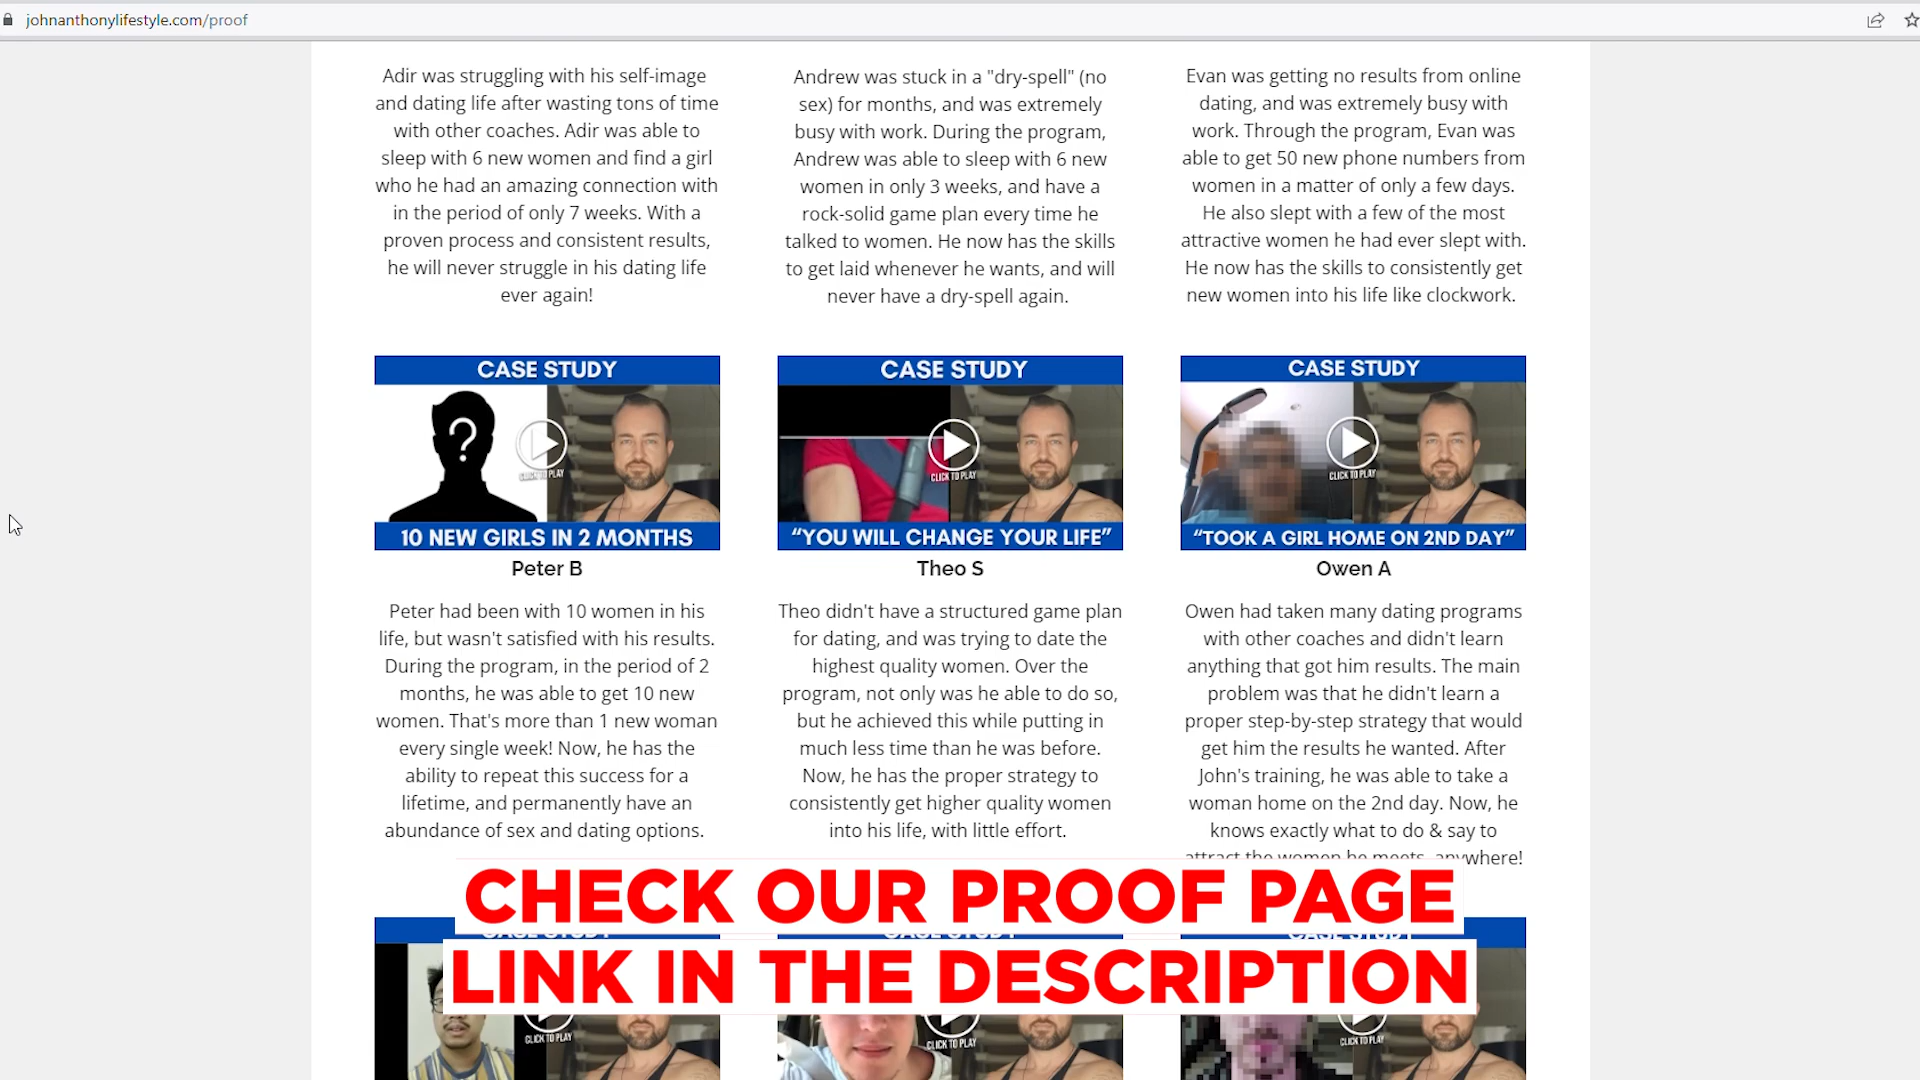 johnanthonylifestyle.com/proof
Adir was struggling with his self-image
and dating life after wasting tons of time
with other coaches. Adir was able to
sleep with 6 new women and find a girl
who he had an amazing connection with
in the period of only 7 weeks. With a
proven process and consistent results,
he will never struggle in his dating life
ever again!
Andrew was stuck in a "dry-spell" (no
sex) for months, and was extremely
busy with work. During the program,
Andrew was able to sleep with 6 new
women in only 3 weeks, and have a
rock-solid game plan every time he
talked to women. He now has the skills
to get laid whenever he wants, and will
never have a dry-spell again.
Evan was getting no results from online
dating, and was extremely busy with
work. Through the program, Evan was
able to get 50 new phone numbers from
women in a matter of only a few days.
He also slept with a few of the most
attractive women he had ever slept with.
He now has the skills to consistently get
new women into his life like clockwork.
CASE STUDY
?
CLICK TO PLAY
10 NEW GIRLS IN 2 MONTHS
Peter B
Peter had been with 10 women in his
life, but wasn't satisfied with his results.
During the program, in the period of 2
months, he was able to get 10 new
women. That's more than 1 new woman
every single week! Now, he has the
ability to repeat this success for a
lifetime, and permanently have an
abundance of sex and dating options.
CASE STUDY
CLICK TO PLAY
"YOU WILL CHANGE YOUR LIFE"
Theo S
Theo didn't have a structured game plan
for dating, and was trying to date the
highest quality women. Over the
program, not only was he able to do so,
but he achieved this while putting in
much less time than he was before.
Now, he has the proper strategy to
consistently get higher quality women
into his life, with little effort.
CASE STUDY
CLICK TO PLAY
"TOOK A GIRL HOME ON 2ND DAY"
Owen A
Owen had taken many dating programs
with other coaches and didn't learn
anything that got him results. The main
problem was that he didn't learn a
proper step-by-step strategy that would
get him the results he wanted. After
John's training, he was able to take a
woman home on the 2nd day. Now, he
knows exactly what to do & say to
attract the women he meets, anywhere!
CHECK OUR PROOF PAGE
LINK IN THE DESCRIPTION
CASE STUDY
CASE STUDY
CASE STUDY
CLICK TO PLAY
CLICK TO PLAY
CLICK TO PLAY